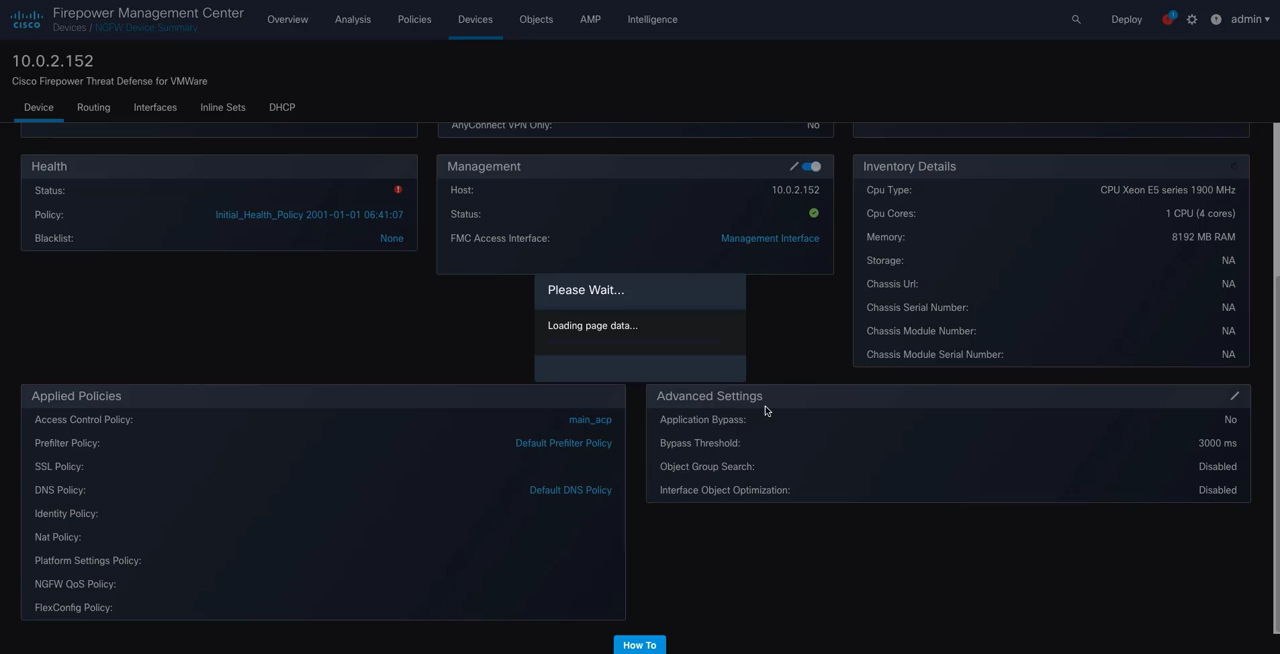 Firepower Management Center
CISCO
Devices / NGFW Device Summary
Overview Analysis Policies Devices Objects AMP Intelligence
Deploy 1 admin
10.0.2.152
Cisco Firepower Threat Defense for VMWare
Device Routing Interfaces Inline Sets DHCP
AnyConnect VPN Only: No
Health
Status:
Policy: Initial_Health_Policy 2001-01-01 06:41:07
Blacklist: None
Management
Host: 10.0.2.152
Status:
FMC Access Interface: Management Interface
Inventory Details
Cpu Type: CPU Xeon E5 series 1900 MHz
Cpu Cores: 1 CPU (4 cores)
Memory: 8192 MB RAM
Storage: NA
Chassis Url: NA
Chassis Serial Number: NA
Chassis Module Number: NA
Chassis Module Serial Number: NA
Please Wait...
Loading page data...
Applied Policies
Access Control Policy: main_acp
Prefilter Policy: Default Prefilter Policy
SSL Policy:
DNS Policy: Default DNS Policy
Identity Policy:
Nat Policy:
Platform Settings Policy:
NGFW QoS Policy:
FlexConfig Policy:
Advanced Settings
Application Bypass: No
Bypass Threshold: 3000 ms
Object Group Search: Disabled
Interface Object Optimization: Disabled
How To